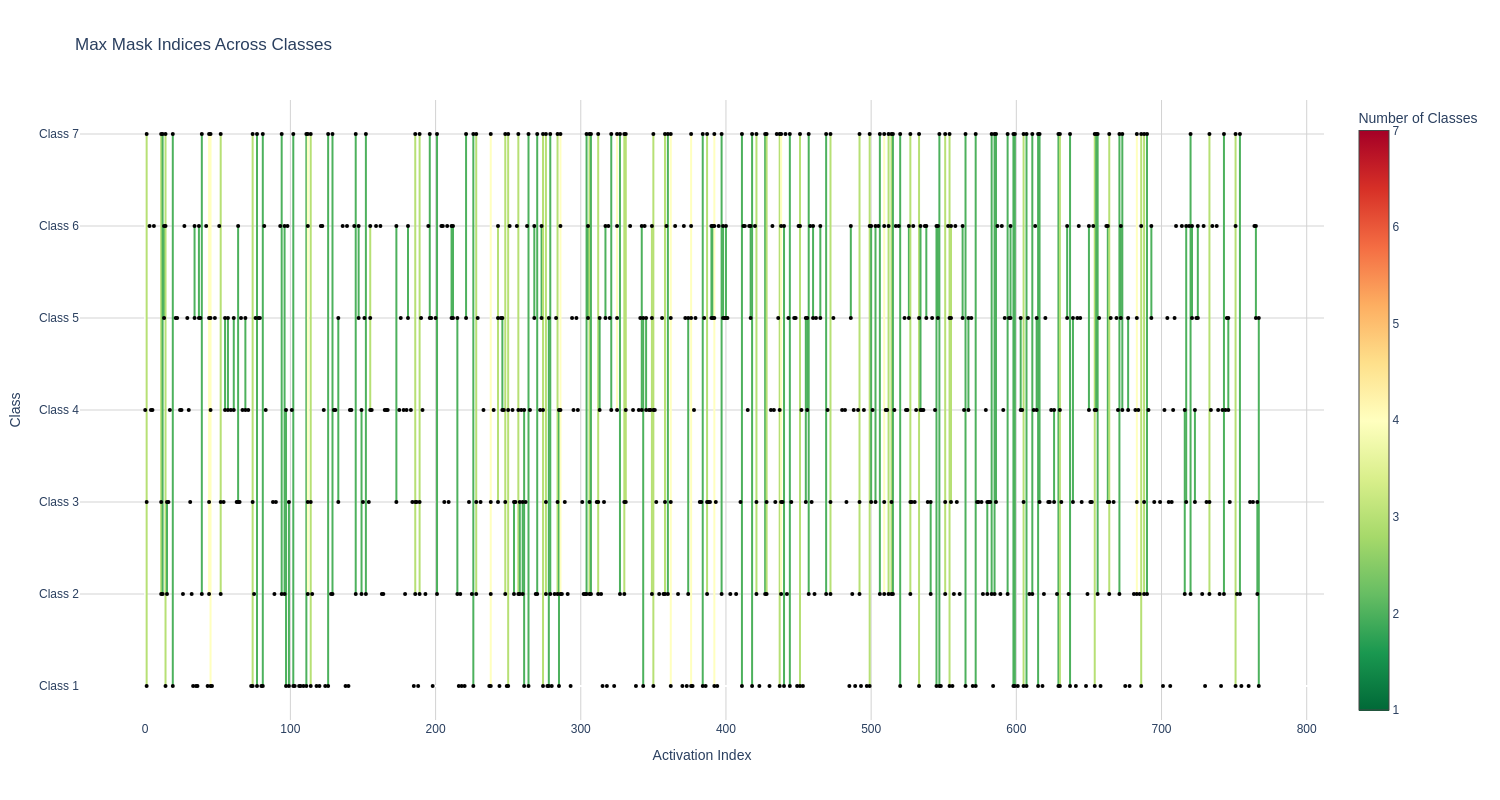 Max Mask Indices Across Classes
Number of Classes
7
6
5
4
3
2
1
Class 7
Class 6
Class 5
Class 4
Class 3
Class 2
Class 1
Class
0 100 200 300 400 500 600 700 800
Activation Index